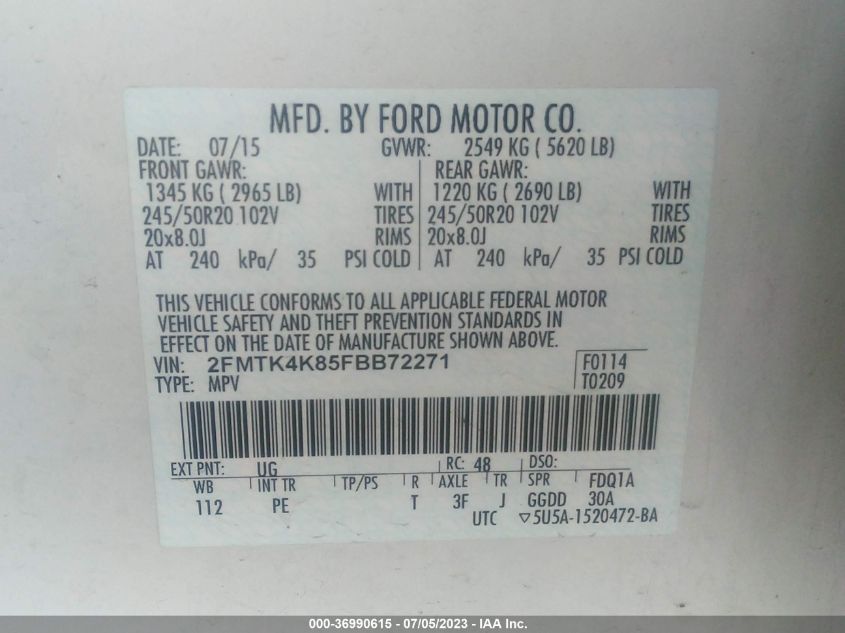 MFD. BY FORD MOTOR CO.
DATE: 07/15 GVWR: 2549 KG ( 5620 LB)
FRONT GAWR: REAR GAWR:
1345 KG ( 2965 LB) WITH 1220 KG ( 2690 LB) WITH
245/50R20 102V TIRES 245/50R20 102V TIRES
20x8.0J RIMS 20x8.0J RIMS
AT 240 kPa/ 35 PSI COLD AT 240 kPa/ 35 PSI COLD
THIS VEHICLE CONFORMS TO ALL APPLICABLE FEDERAL MOTOR
VEHICLE SAFETY AND THEFT PREVENTION STANDARDS IN
EFFECT ON THE DATE OF MANUFACTURE SHOWN ABOVE.
VIN: 2FMTK4K85FBB72271 F0114
TYPE: MPV T0209
EXT PNT: UG RC: 48 DSO:
WB INT TR TP/PS R AXLE TR SPR FDQ1A
112 PE T 3F J GGDD 30A
UTC ▽5U5A-1520472-BA
000-36990615 - 07/05/2023 - IAA Inc.